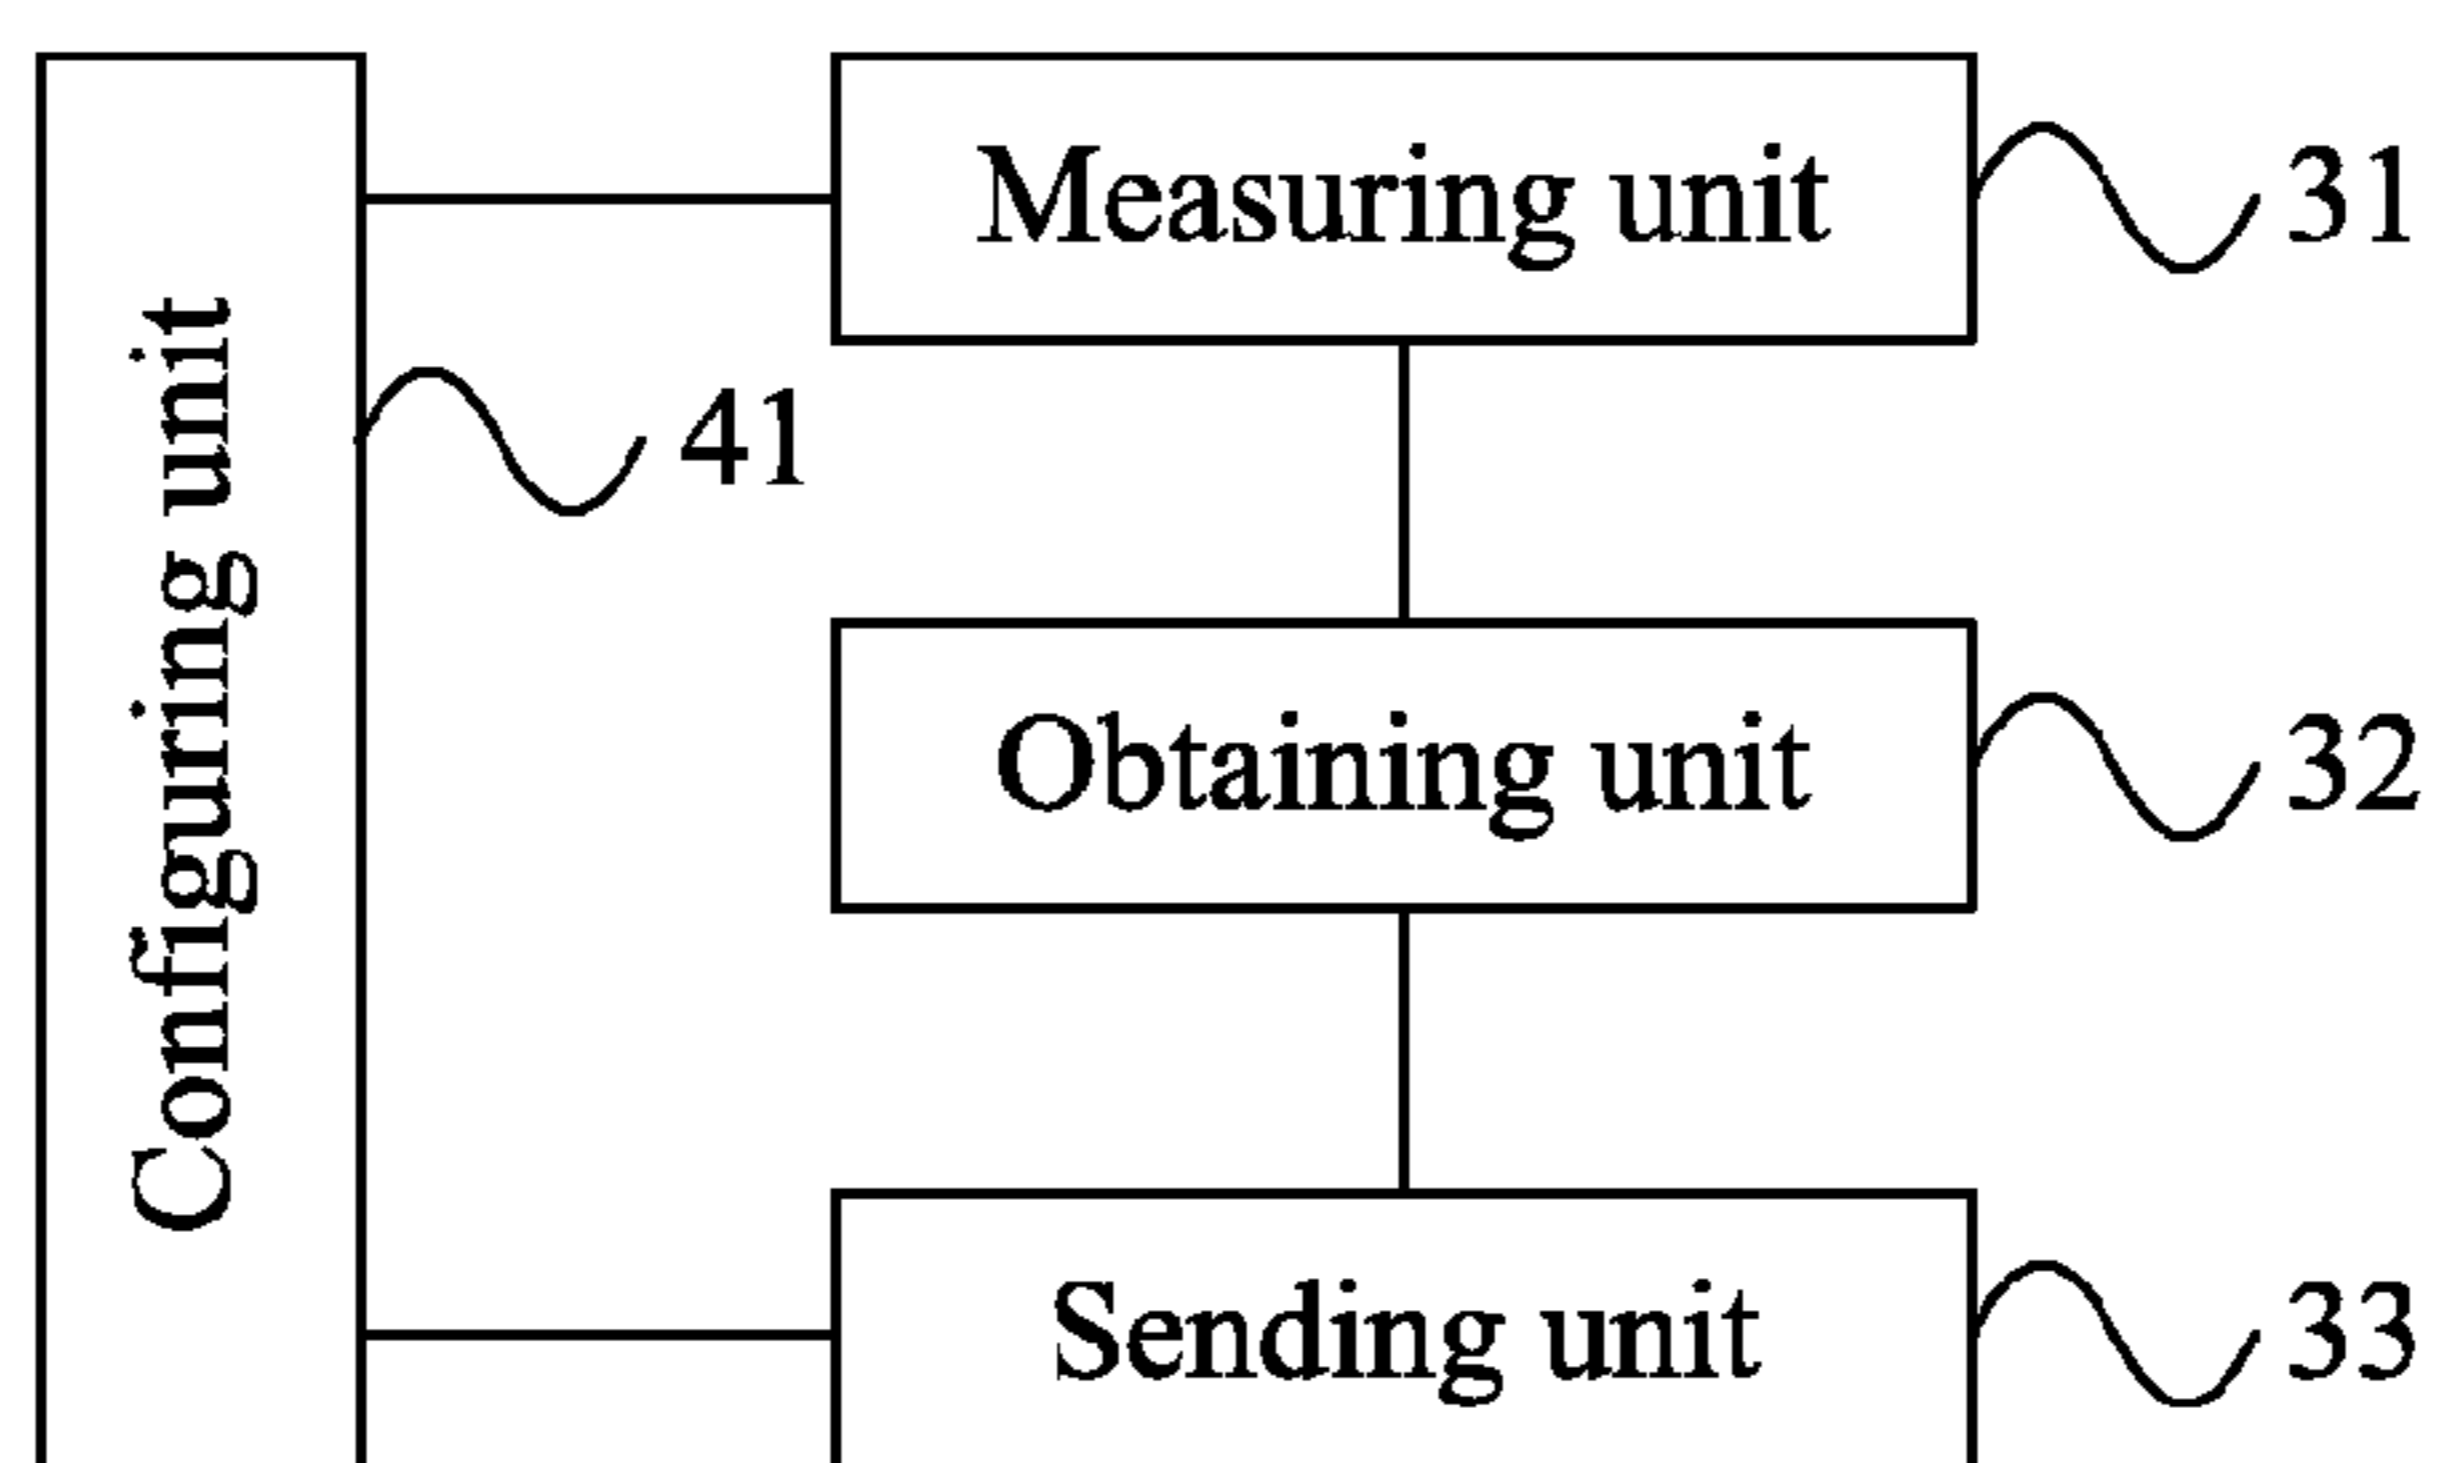 Configuring unit
41
Measuring unit
31
Obtaining unit
32
Sending unit
33